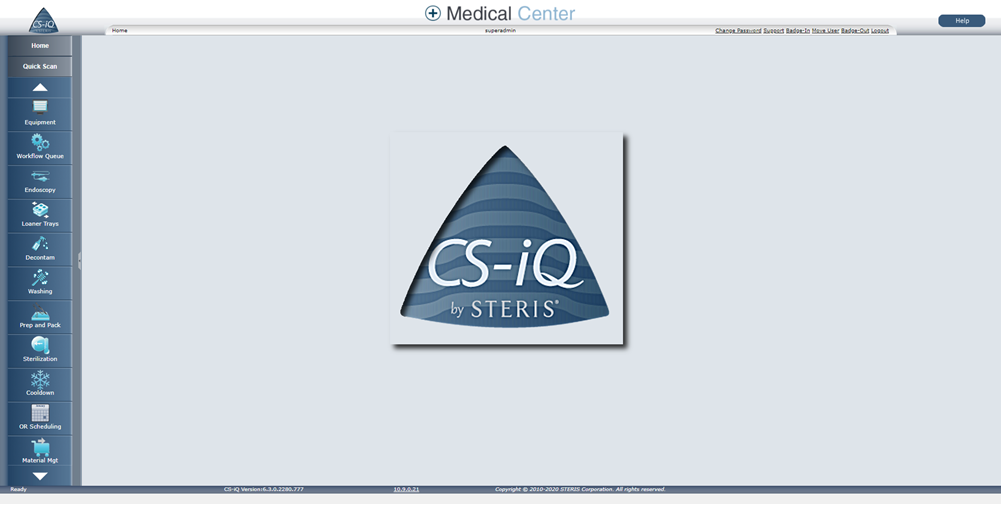 CS-iQ
Medical Center
Help
Home superadmin Change Password Support Badge-In Move User Badge-Out Logout
Home
Quick Scan
Equipment
Workflow Queue
Endoscopy
Loaner Trays
Decontam
Washing
Prep and Pack
Sterilization
Cooldown
OR Scheduling
Material Mgt
CS-iQ
by STERIS®
Ready CS-iQ Version:6.3.0.2280.777 10.9.0.21 Copyright © 2010-2020 STERIS Corporation. All rights reserved.